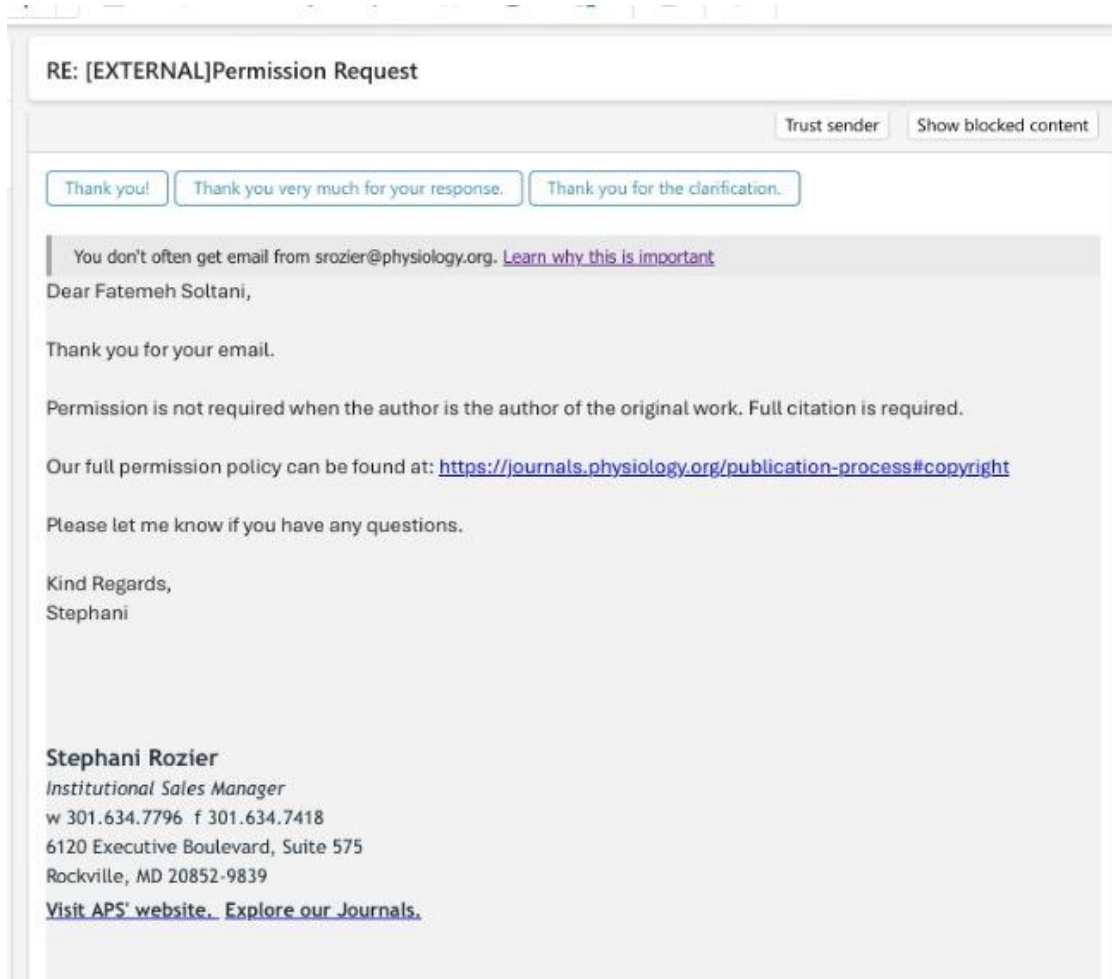 RE: [EXTERNAL]Permission Request
Trust sender Show blocked content
Thank you! Thank you very much for your response. Thank you for the clarification.
You don't often get email from srozier@physiology.org. Learn why this is important
Dear Fatemeh Soltani,
Thank you for your email.
Permission is not required when the author is the author of the original work. Full citation is required.
Our full permission policy can be found at: https://journals.physiology.org/publication-process#copyright
Please let me know if you have any questions.
Kind Regards,
Stephani
Stephani Rozier
Institutional Sales Manager
w 301.634.7796 f 301.634.7418
6120 Executive Boulevard, Suite 575
Rockville, MD 20852-9839
Visit APS' website. Explore our Journals.